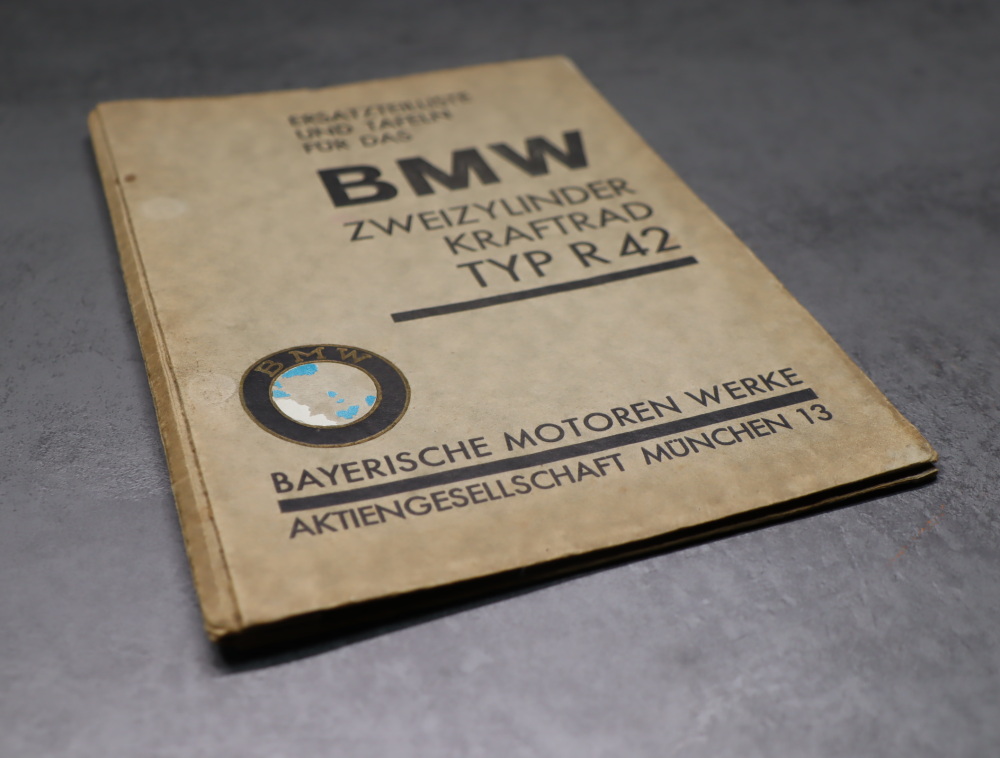 ERSATZTEILLISTE
UND TAFELN
FÜR DAS
BMW
ZWEIZYLINDER
KRAFTRAD
TYP R 42
BMW
BAYERISCHE MOTOREN WERKE
AKTIENGESELLSCHAFT MÜNCHEN 13